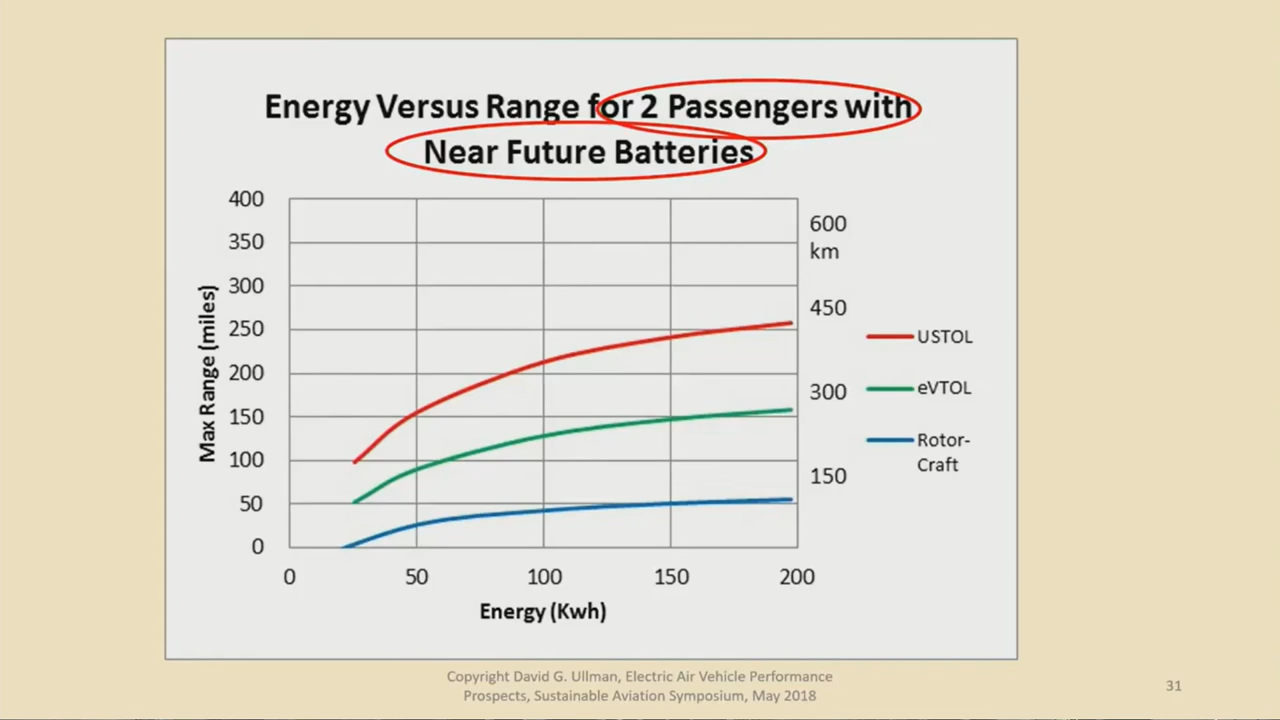 Energy Versus Range for 2 Passengers with
Near Future Batteries
400
350
300
250
200
150
100
50
0
Max Range (miles)
600
km
450
300
150
0
50
100
150
200
Energy (Kwh)
USTOL
eVTOL
Rotor-
Craft
Copyright David G. Ullman, Electric Air Vehicle Performance
Prospects, Sustainable Aviation Symposium, May 2018
31